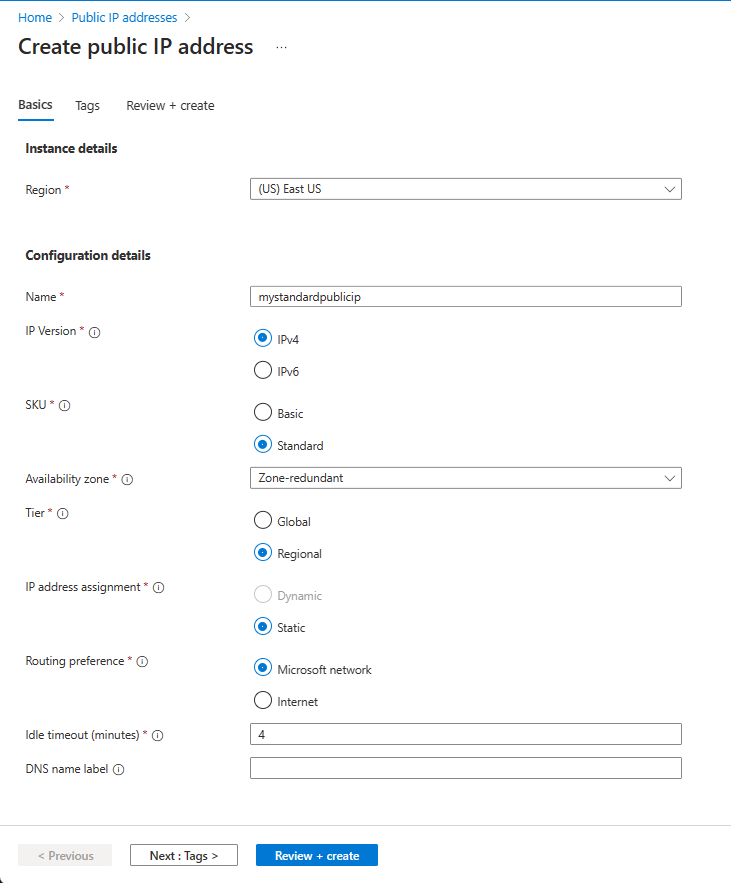 Home > Public IP addresses >
Create public IP address ...
Basics Tags Review + create
Instance details
Region * (US) East US
Configuration details
Name * mystandardpublicip
IP Version * IPv4
IPv6
SKU * Basic
Standard
Availability zone * Zone-redundant
Tier * Global
Regional
IP address assignment * Dynamic
Static
Routing preference * Microsoft network
Internet
Idle timeout (minutes) * 4
DNS name label
< Previous Next : Tags > Review + create